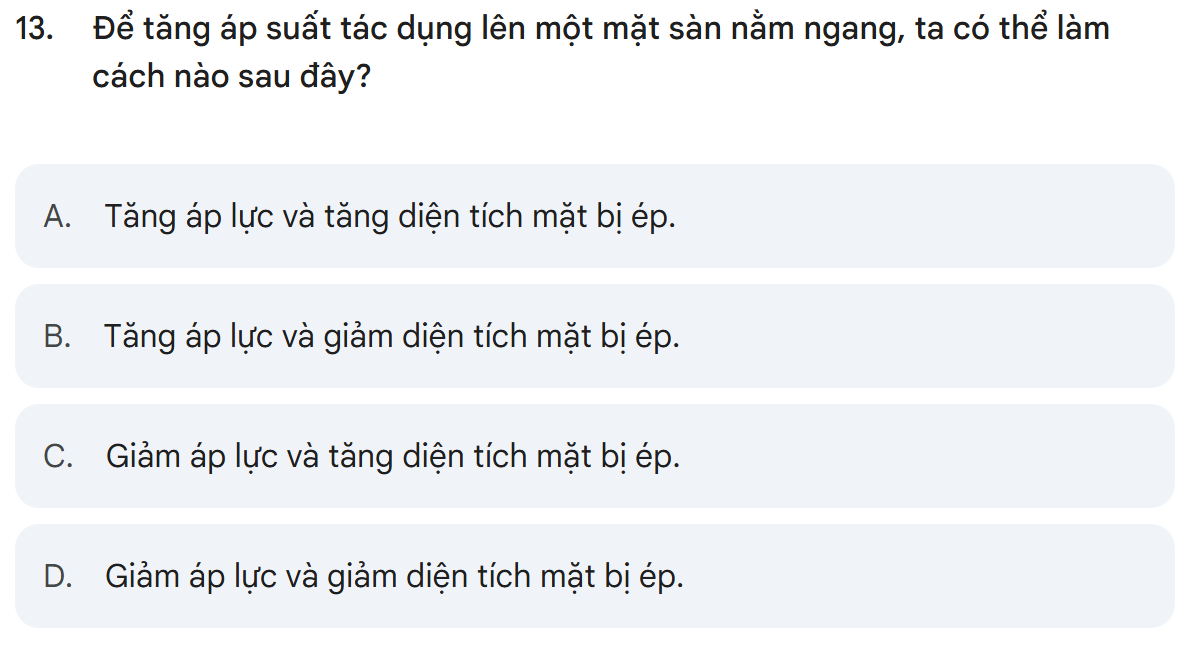 13. Để tăng áp suất tác dụng lên một mặt sàn nằm ngang, ta có thể làm
cách nào sau đây?
A. Tăng áp lực và tăng diện tích mặt bị ép.
B. Tăng áp lực và giảm diện tích mặt bị ép.
C. Giảm áp lực và tăng diện tích mặt bị ép.
D. Giảm áp lực và giảm diện tích mặt bị ép.